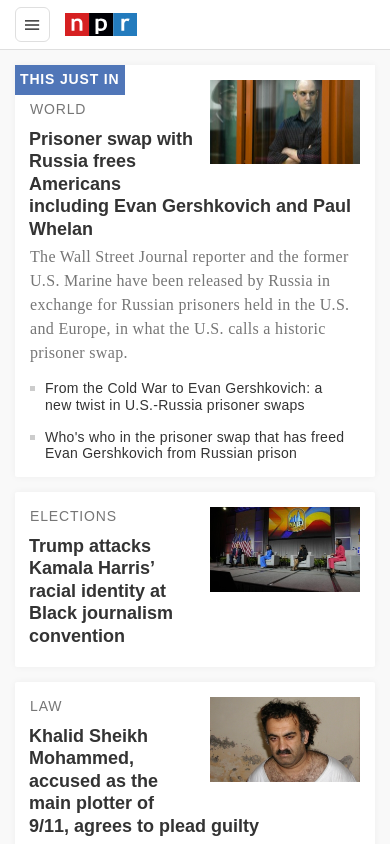 npr
THIS JUST IN
WORLD
Prisoner swap with
Russia frees
Americans
including Evan Gershkovich and Paul
Whelan
The Wall Street Journal reporter and the former
U.S. Marine have been released by Russia in
exchange for Russian prisoners held in the U.S.
and Europe, in what the U.S. calls a historic
prisoner swap.
From the Cold War to Evan Gershkovich: a
new twist in U.S.-Russia prisoner swaps
Who's who in the prisoner swap that has freed
Evan Gershkovich from Russian prison
ELECTIONS
Trump attacks
Kamala Harris’
racial identity at
Black journalism
convention
LAW
Khalid Sheikh
Mohammed,
accused as the
main plotter of
9/11, agrees to plead guilty